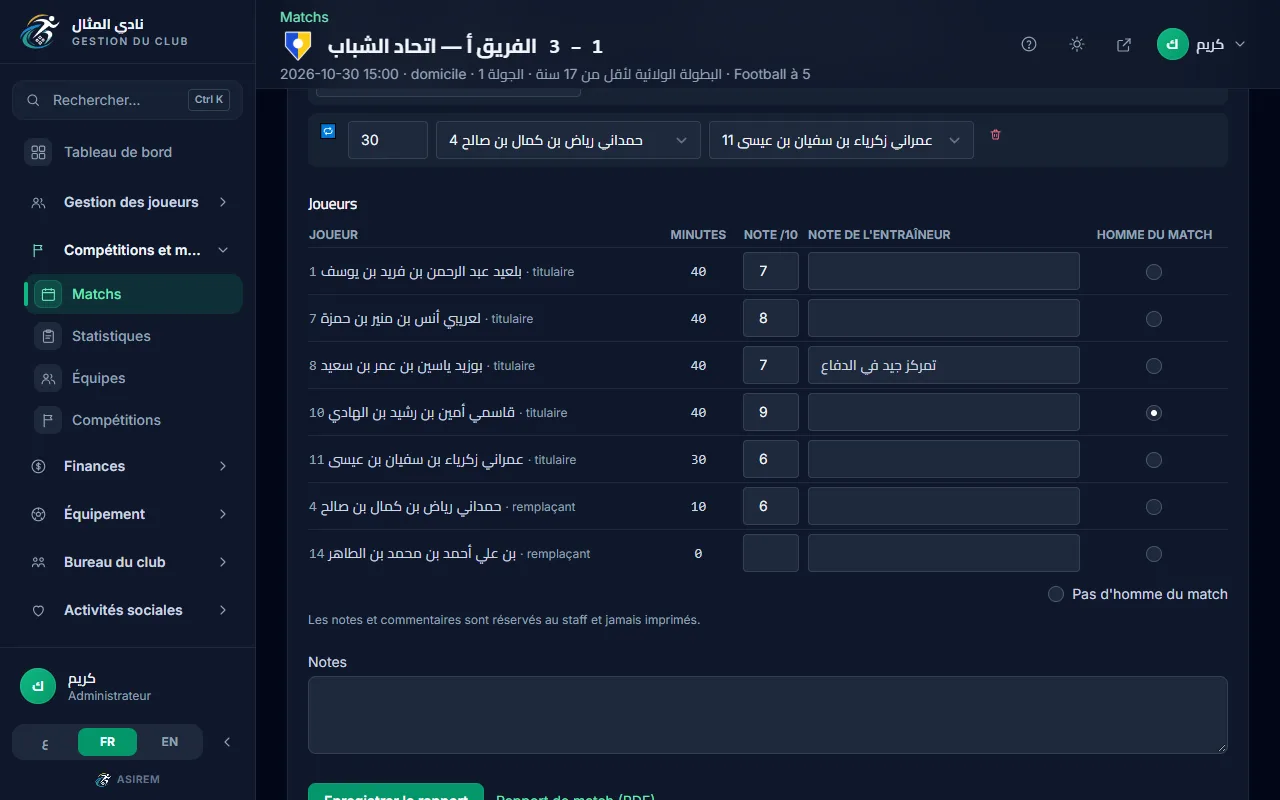 نادي المثال
GESTION DU CLUB
Rechercher...
Ctrl K
Tableau de bord
Gestion des joueurs
Compétitions et m...
Matchs
Statistiques
Équipes
Compétitions
Finances
Équipement
Bureau du club
Activités sociales
كريم
Administrateur
ع
FR
EN
ASIREM
Matchs
الفريق أ — اتحاد الشباب 3 – 1
2026-10-30 15:00 · domicile · البطولة الولائية لأقل من 17 سنة · الجولة 1 · Football à 5
ك
كريم
30
4 حمداني رياض بن كمال بن صالح
11 عمراني زكرياء بن سفيان بن عيسى
Joueurs
JOUEUR MINUTES NOTE /10 NOTE DE L'ENTRAÎNEUR HOMME DU MATCH
1 بلعيد عبد الرحمن بن فريد بن يوسف · titulaire 40 7
7 لعريبي أنس بن منير بن حمزة · titulaire 40 8
8 بوزيد ياسين بن عمر بن سعيد · titulaire 40 7 تمركز جيد في الدفاع
10 قاسمي أمين بن رشيد بن الهادي · titulaire 40 9
11 عمراني زكرياء بن سفيان بن عيسى · titulaire 30 6
4 حمداني رياض بن كمال بن صالح · remplaçant 10 6
14 بن علي أحمد بن محمد بن الطاهر · remplaçant 0
Pas d'homme du match
Les notes et commentaires sont réservés au staff et jamais imprimés.
Notes
Enregistrer le rapport
Rapport de match (PDF)